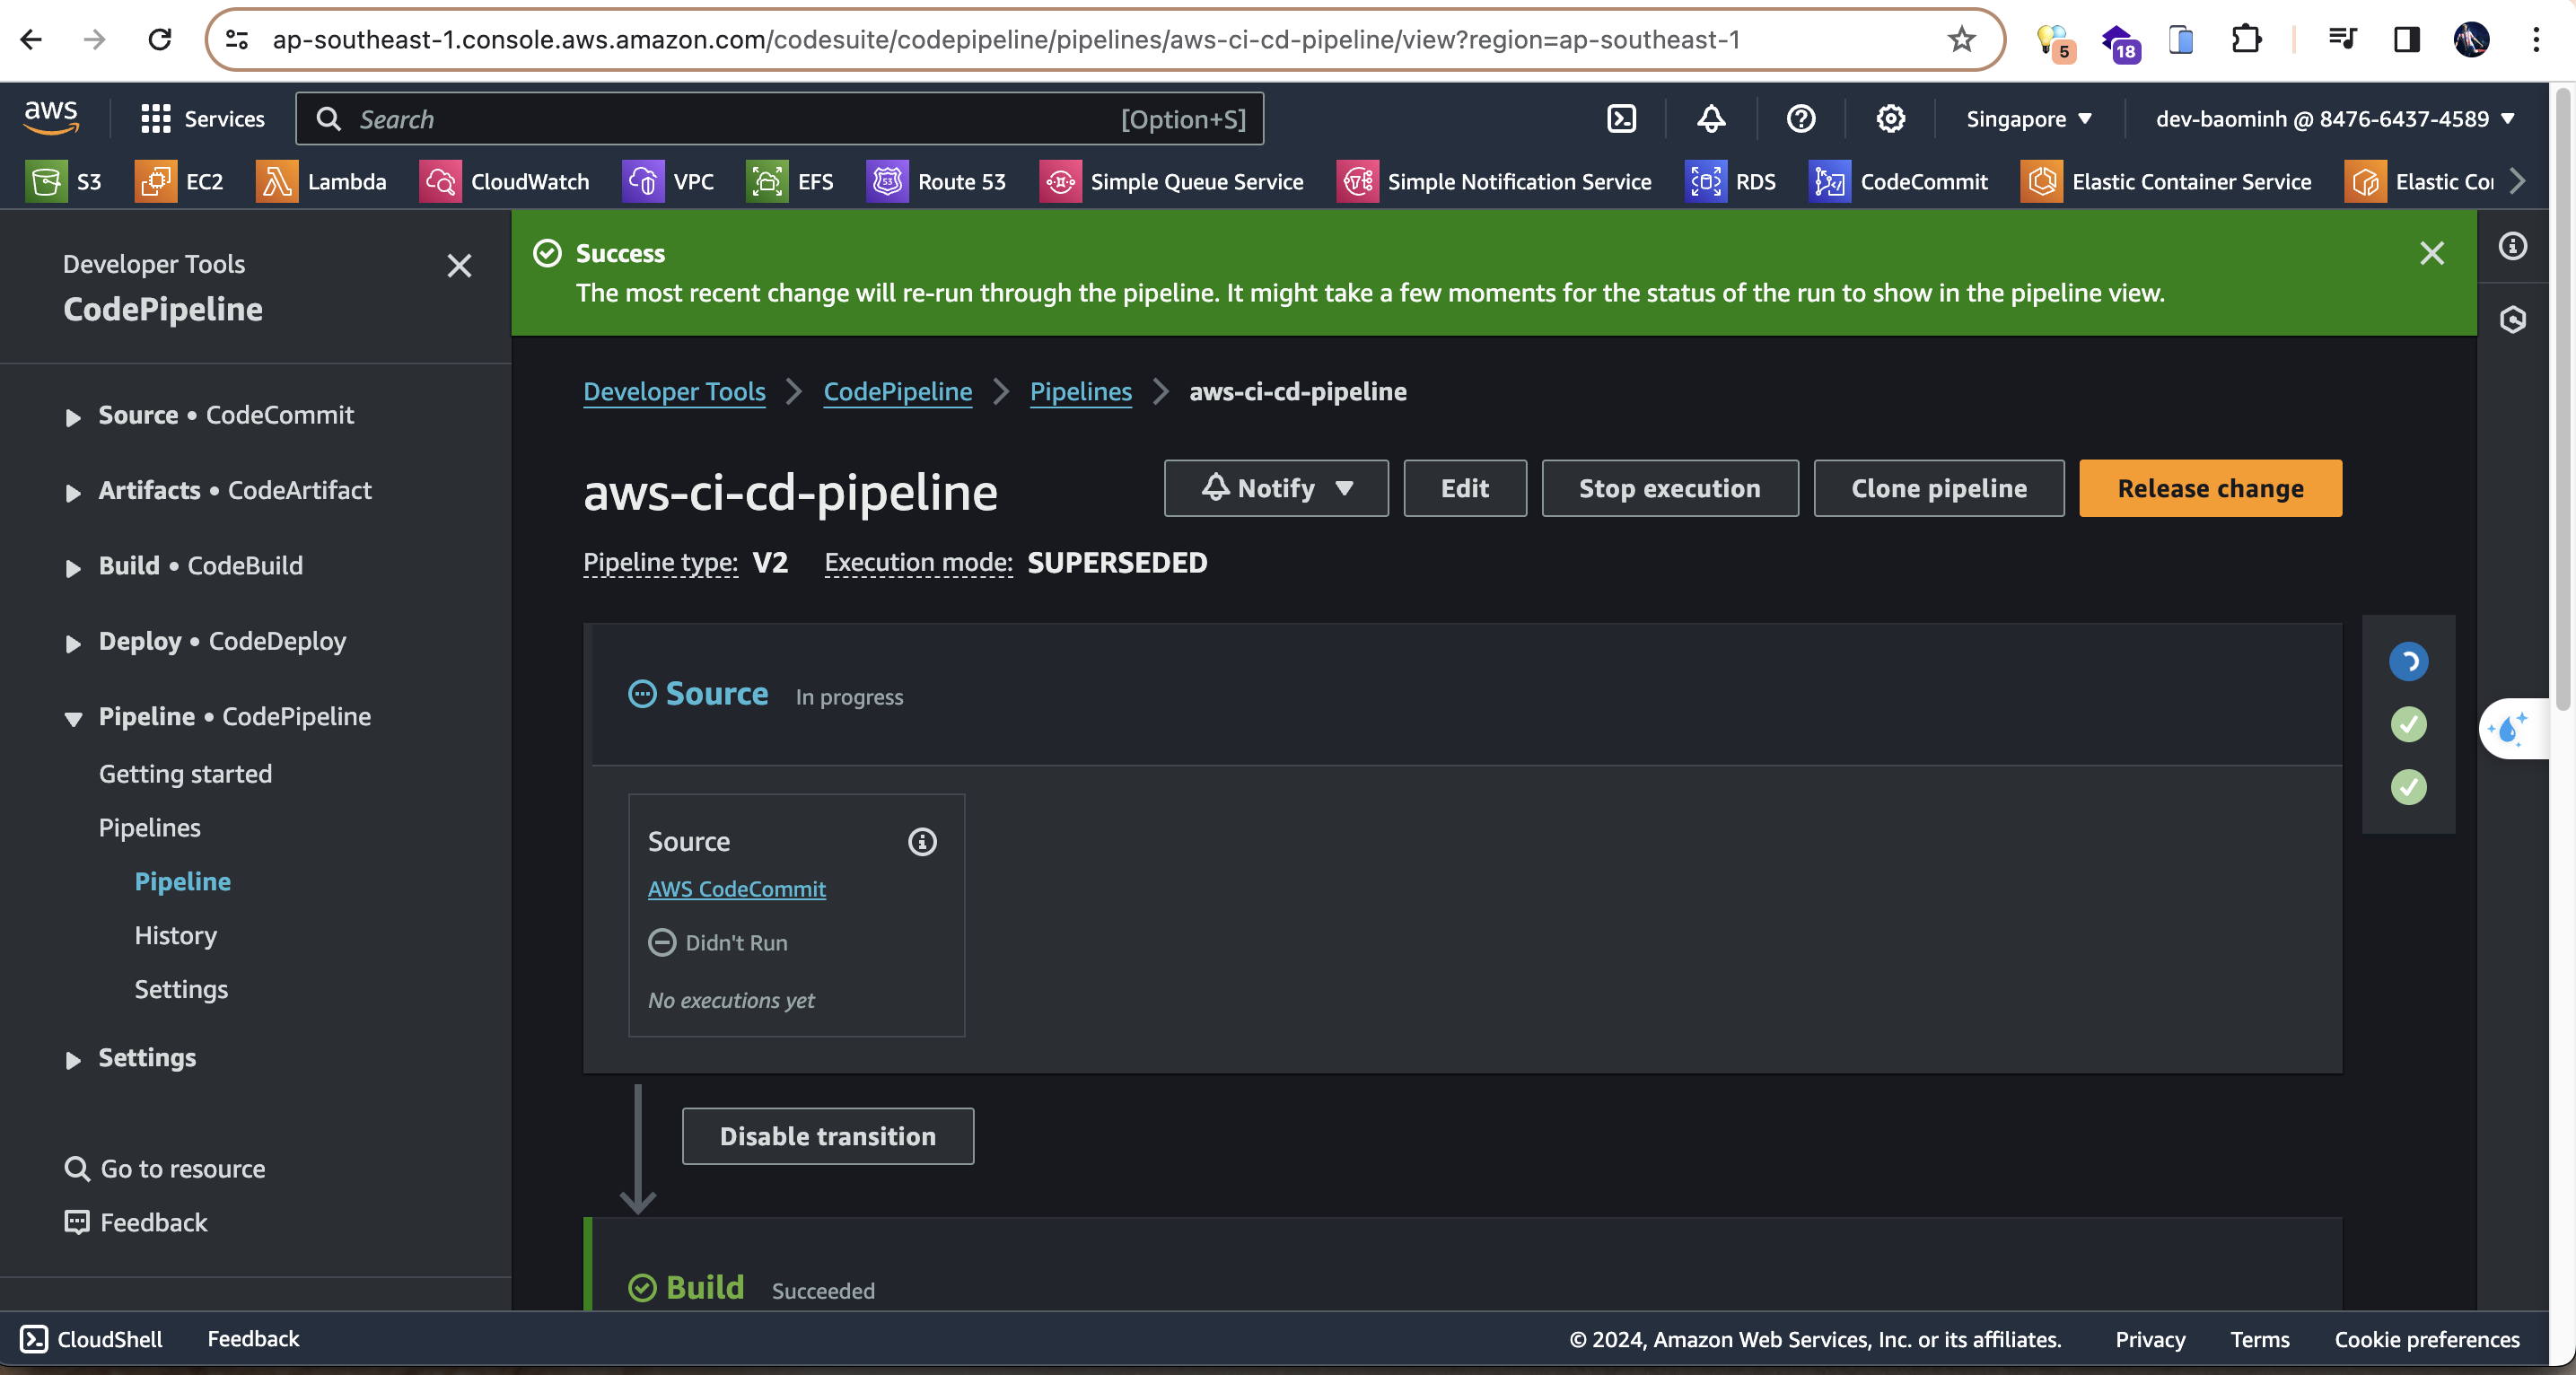 ap-southeast-1.console.aws.amazon.com/codesuite/codepipeline/pipelines/aws-ci-cd-pipeline/view?region=ap-southeast-1
5
18
aws
Services
Search
[Option+S]
Singapore
dev-baominh @ 8476-6437-4589
S3
EC2
Lambda
CloudWatch
VPC
EFS
Route 53
Simple Queue Service
Simple Notification Service
RDS
CodeCommit
Elastic Container Service
Elastic Co
Developer Tools
CodePipeline
Source • CodeCommit
Artifacts • CodeArtifact
Build • CodeBuild
Deploy • CodeDeploy
Pipeline • CodePipeline
Getting started
Pipelines
Pipeline
History
Settings
Settings
Go to resource
Feedback
Success
The most recent change will re-run through the pipeline. It might take a few moments for the status of the run to show in the pipeline view.
Developer Tools
CodePipeline
Pipelines
aws-ci-cd-pipeline
aws-ci-cd-pipeline
Notify
Edit
Stop execution
Clone pipeline
Release change
Pipeline type: V2
Execution mode: SUPERSEDED
Source In progress
Source
AWS CodeCommit
Didn't Run
No executions yet
Disable transition
Build Succeeded
CloudShell
Feedback
© 2024, Amazon Web Services, Inc. or its affiliates.
Privacy
Terms
Cookie preferences